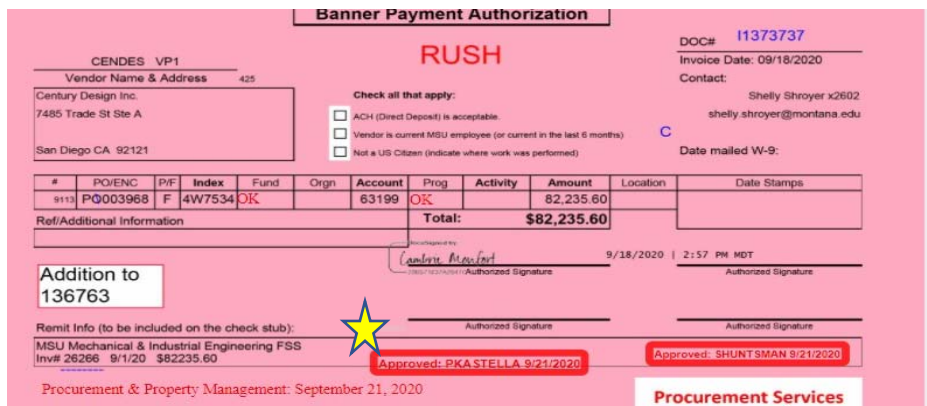 Banner Payment Authorization
RUSH
DOC# I1373737
Invoice Date: 09/18/2020
Contact:
Shelly Shroyer x2602
shelly.shroyer@montana.edu
Date mailed W-9:
CENDES VP1
Vendor Name & Address 425
Century Design Inc.
7485 Trade St Ste A
San Diego CA 92121
Check all that apply:
ACH (Direct Deposit) is acceptable.
Vendor is current MSU employee (or current in the last 6 months)
C
Not a US Citizen (indicate where work was performed)
# PO/ENC P/F Index Fund Orgn Account Prog Activity Amount Location Date Stamps
9113 PO003968 F 4W7534 OK 63199 OK 82,235.60
Ref/Additional Information Total: $82,235.60
Cambrie Monfort 9/18/2020 | 2:57 PM MDT
Authorized Signature Authorized Signature
Addition to
136763
Authorized Signature Authorized Signature
Remit Info (to be included on the check stub):
MSU Mechanical & Industrial Engineering FSS
Inv# 26266 9/1/20 $82235.60
Approved: PKASTELLA 9/21/2020
Approved: SHUNTSMAN 9/21/2020
Procurement & Property Management: September 21, 2020
Procurement Services